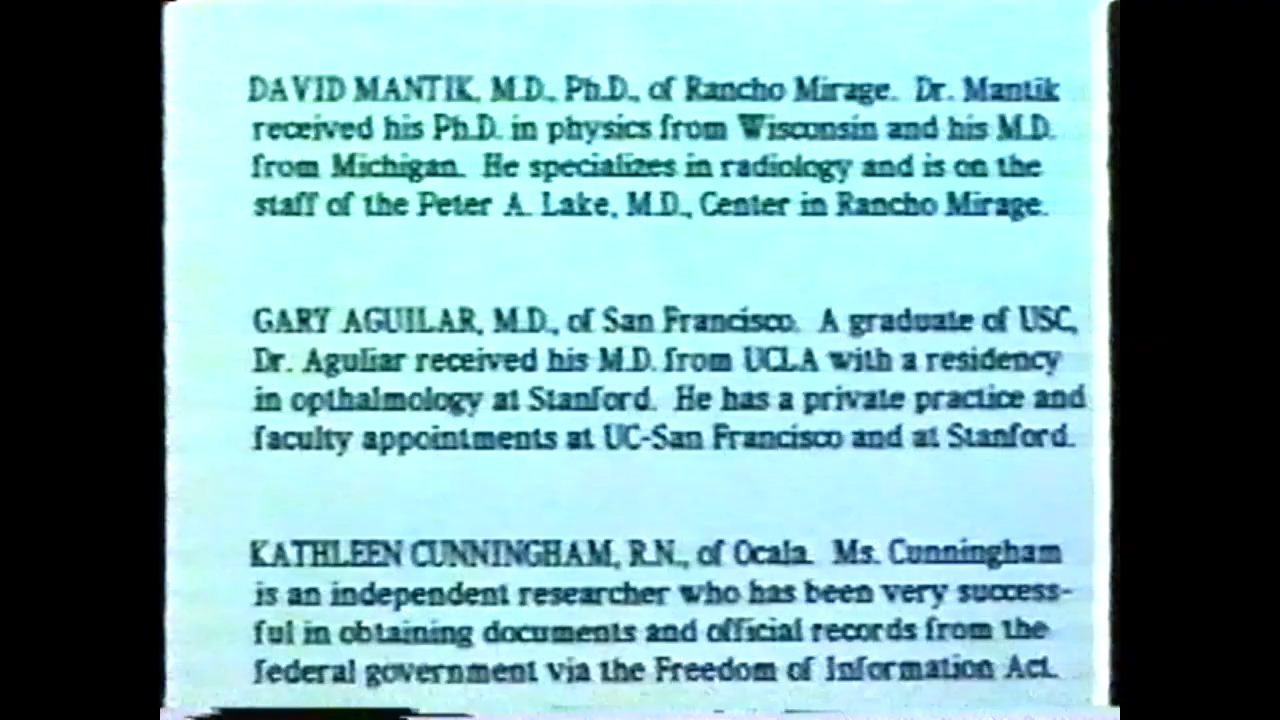 DAVID MANTIK, M.D., Ph.D., of Rancho Mirage. Dr. Mantik
received his Ph.D. in physics from Wisconsin and his M.D.
from Michigan. He specializes in radiology and is on the
staff of the Peter A. Lake, M.D., Center in Rancho Mirage.
GARY AGUILAR, M.D., of San Francisco. A graduate of USC,
Dr. Aguliar received his M.D. from UCLA with a residency
in opthalmology at Stanford. He has a private practice and
faculty appointments at UC-San Francisco and at Stanford.
KATHLEEN CUNNINGHAM, R.N., of Ocala. Ms. Cunningham
is an independent researcher who has been very success-
ful in obtaining documents and official records from the
federal government via the Freedom of Information Act.